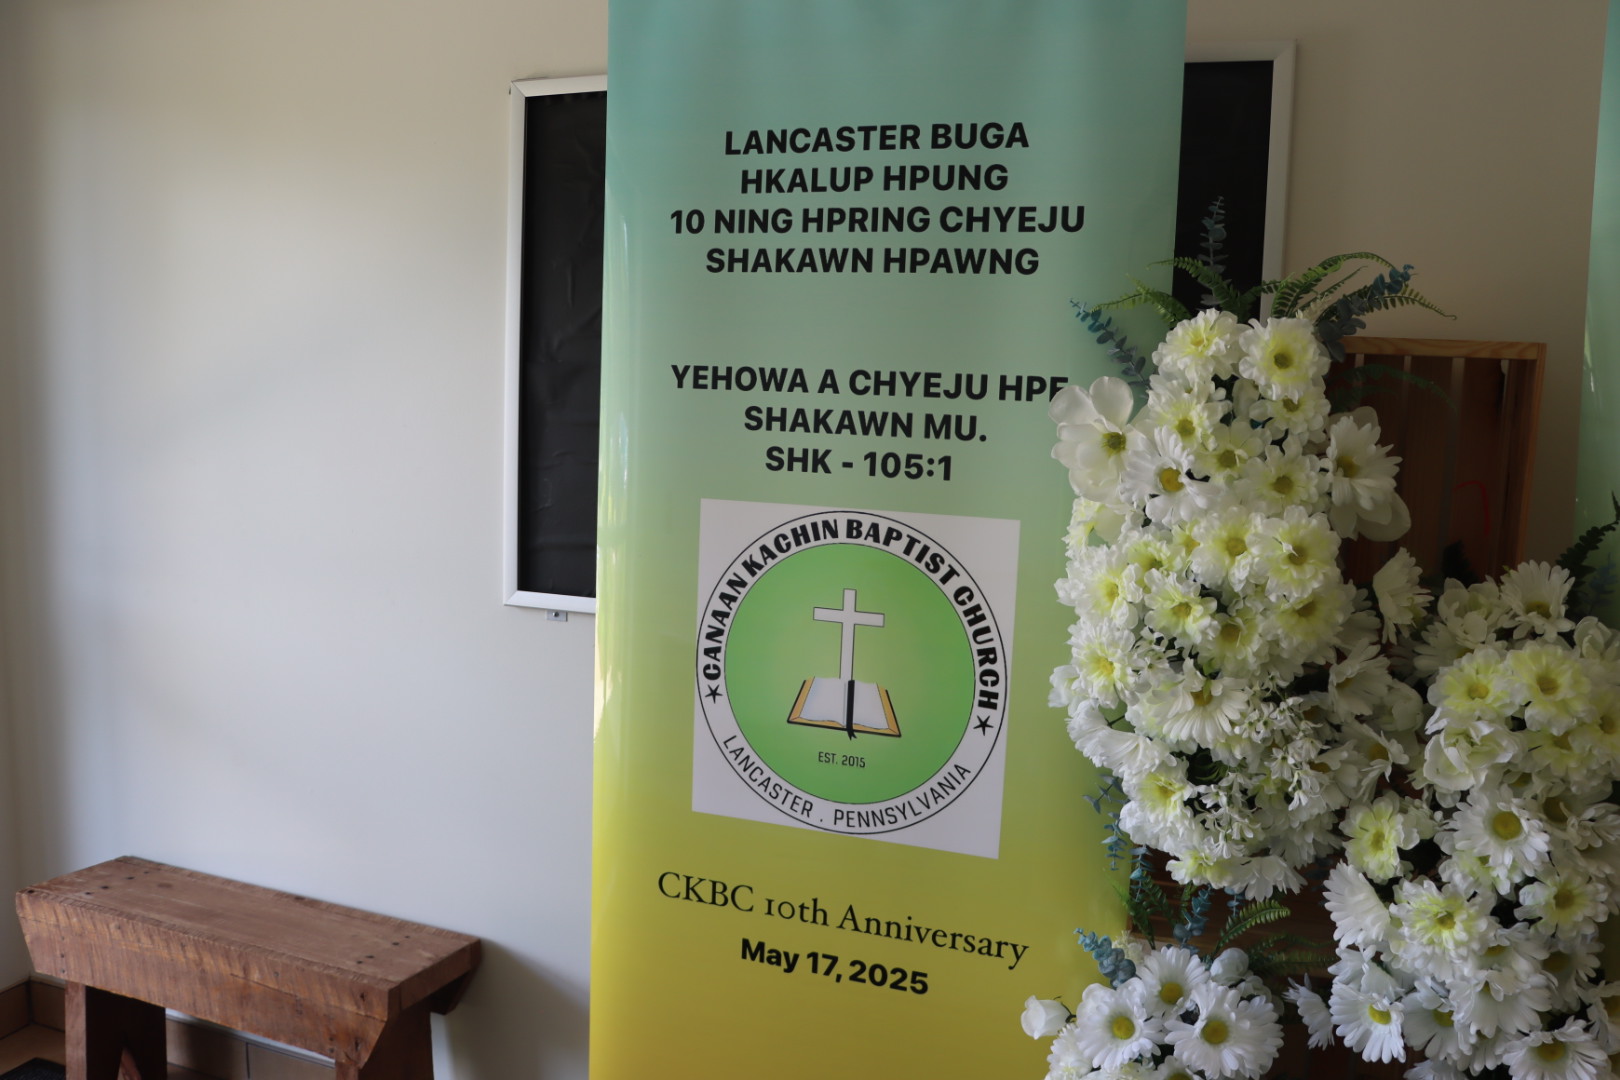 LANCASTER BUGA
HKALUP HPUNG
10 NING HPRING CHYEJU
SHAKAWN HPAWNG
YEHOWA A CHYEJU HPE
SHAKAWN MU.
SHK - 105:1
★CANAAN KACHIN BAPTIST CHURCH★
EST. 2015
LANCASTER . PENNSYLVANIA
CKBC 10th Anniversary
May 17, 2025